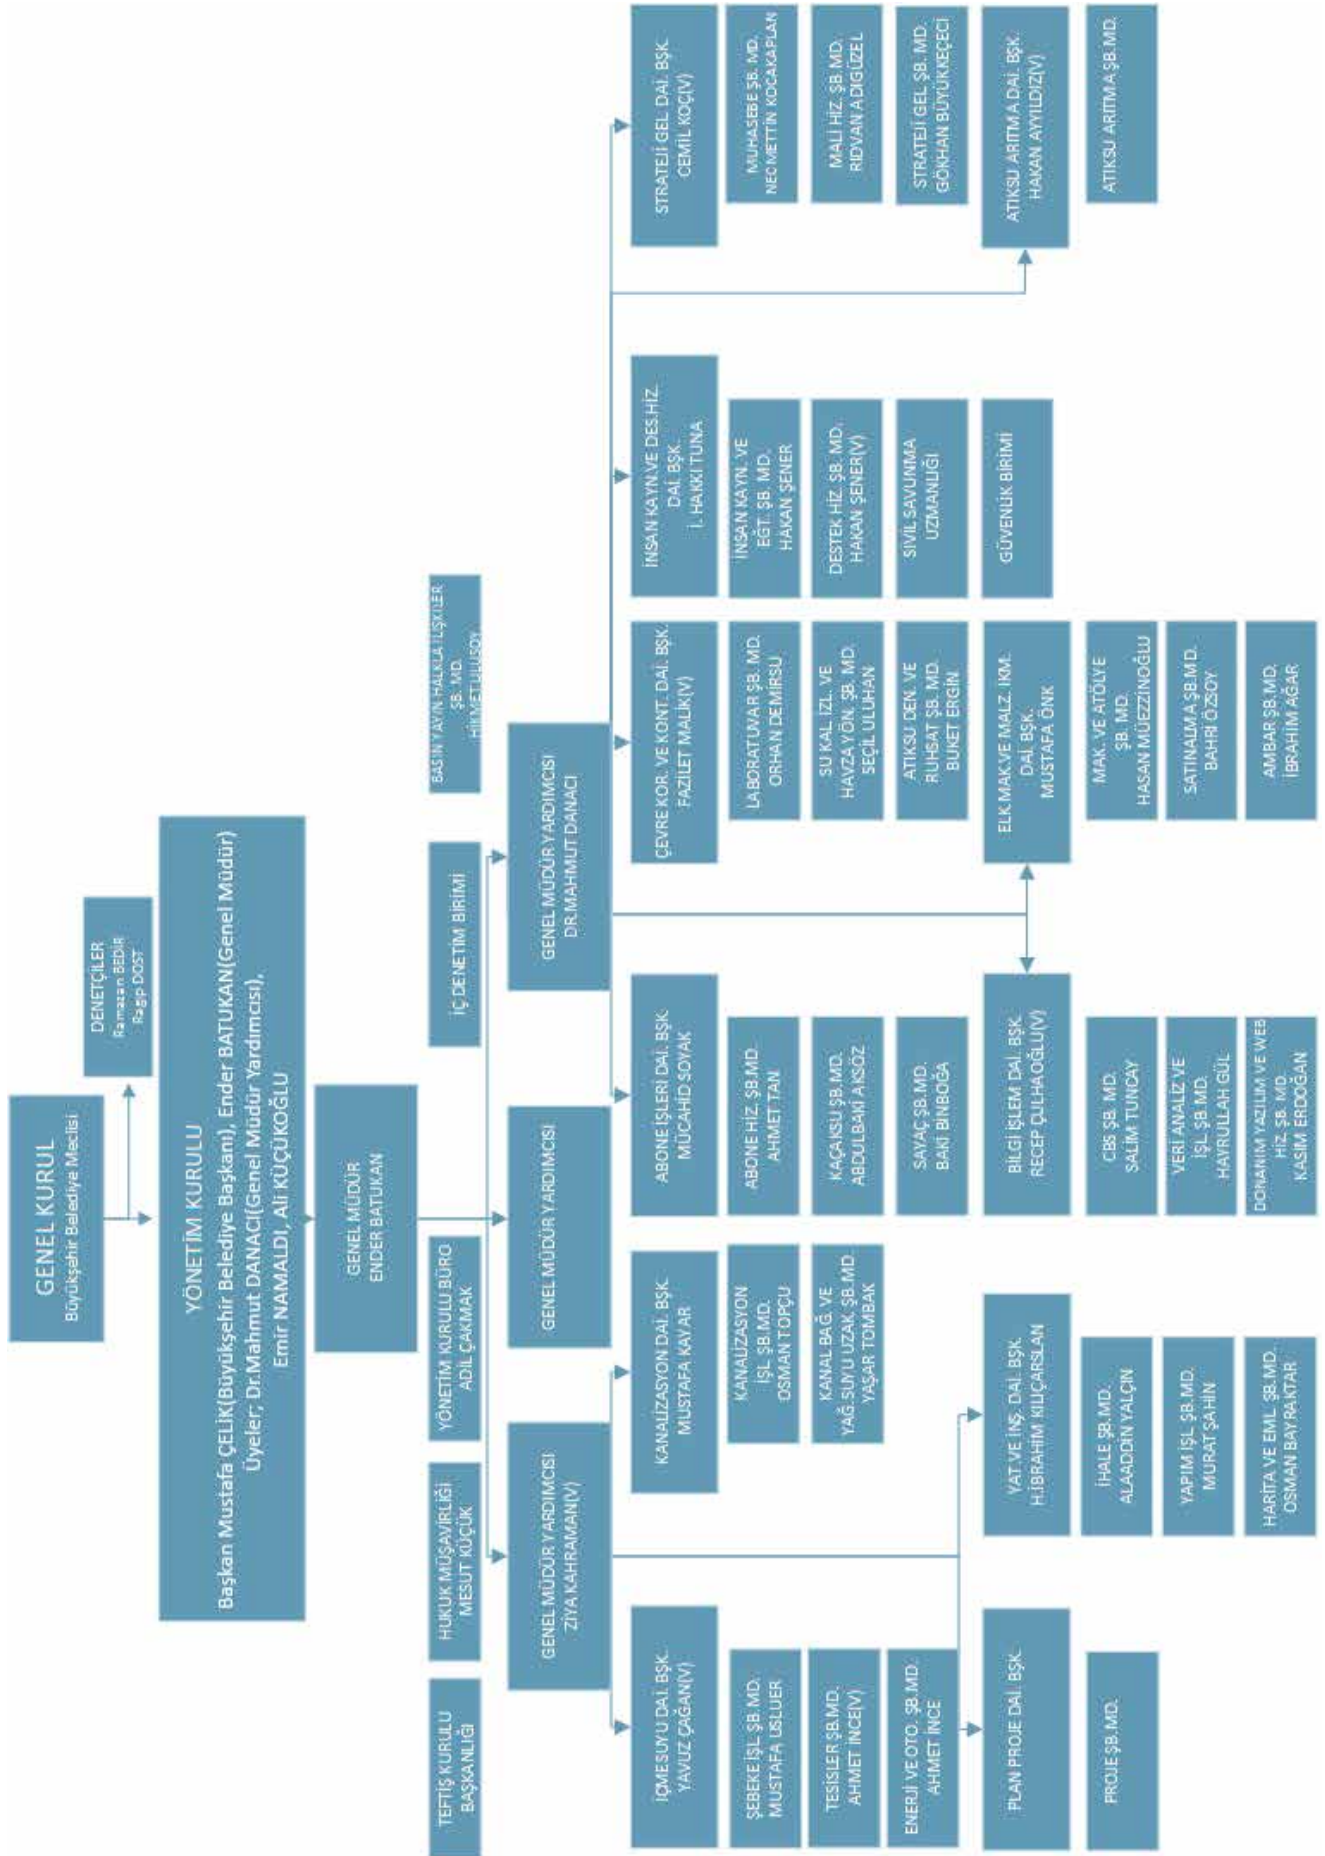 GENEL KURUL
Büyükşehir Belediye Meclisi
DENETÇİLER
Ramazan BEDİR
Ragıp DOST
YÖNETİM KURULU
Başkan Mustafa ÇELİK(Büyükşehir Belediye Başkanı), Ender BATUKAN(Genel Müdür)
Üyeler; Dr.Mahmut DANACI(Genel Müdür Yardımcısı),
Emir NAMALDI, Ali KÜÇÜKOĞLU
GENEL MÜDÜR
ENDER BATUKAN
TEFTİŞ KURULU
BAŞKANLIĞI
HUKUK MÜŞAVİRLİĞİ
MESUT KÜÇÜK
YÖNETİM KURULU BÜRO
ADİL ÇAKMAK
İÇ DENETİM BİRİMİ
BASIN YAYIN HALKLA İLİŞKİLER
ŞB. MD.
HİKMET ULUSOY
GENEL MÜDÜR YARDIMCISI
ZİYA KAHRAMAN(V)
GENEL MÜDÜR YARDIMCISI
GENEL MÜDÜR YARDIMCISI
DR.MAHMUT DANACI
İÇMESUYU DAİ. BŞK.
YAVUZ ÇAĞAN(V)
ŞEBEKE İŞL ŞB MD.
MUSTAFA USLUER
TESİSLER ŞB.MD.
AHMET İNCE(V)
ENERJİ VE OTO. ŞB.MD.
AHMET İNCE
PLAN PROJE DAİ. BŞK.
PROJE ŞB.MD.
KANALİZASYON DAİ. BŞK.
MUSTAFA KAYAR
KANALİZASYON
İŞL ŞB.MD.
OSMAN TOPÇU
KANAL BAĞ. VE
YAĞ.SUYU UZAK. ŞB.MD.
YAŞAR TOMBAK
YAT. VE İNŞ. DAİ. BŞK.
H.İBRAHİM KILIÇARSLAN
İHALE ŞB.MD.
ALAADDİN YALÇIN
YAPIM İŞL ŞB.MD.
MURAT ŞAHİN
HARİTA VE EML. ŞB.MD.
OSMAN BAYRAKTAR
ABONE İŞLERİ DAİ. BŞK.
MÜCAHİD SOYAK
ABONE HİZ. ŞB.MD.
AHMET TAN
KAÇAKSU ŞB.MD.
ABDULBAKİ AKSÖZ
SAYAÇ ŞB.MD.
BAKİ BİNBOĞA
BİLGİ İŞLEM DAİ. BŞK.
RECEP ÇULHAOĞLU(V)
CBS ŞB. MD.
SALİM TUNCAY
VERİ ANALİZ VE
İŞL ŞB.MD.
HAYRULLAH GÜL
DONANIM YAZILIM VE WEB
HİZ. ŞB. MD.
KASIM ERDOĞAN
ÇEVRE KOR. VE KONT. DAİ. BŞK.
FAZİLET MALİK(V)
LABORATUVAR ŞB. MD.
ORHAN DEMİRSU
SU KAL. İZL. VE
HAVZA YÖN. ŞB. MD.
SEÇİL ULUHAN
ATIKSU DEN. VE
RUHSAT ŞB. MD.
BUKET ERGİN
ELK.MAK.VE MALZ. İKM.
DAİ. BŞK.
MUSTAFA ÖNK
MAK. VE ATÖLYE
ŞB. MD.
HASAN MÜEZZİNOĞLU
SATINALMA ŞB.MD.
BAHRİ ÖZSOY
AMBAR ŞB.MD.
İBRAHİM AĞAR
İNSAN KAYN.VE DES.HİZ.
DAİ. BŞK.
İ. HAKKI TUNA
İNSAN KAYN. VE
EĞT. ŞB. MD.
HAKAN ŞENER
DESTEK HİZ. ŞB. MD.
HAKAN ŞENER(V)
SİVİL SAVUNMA
UZMANLIĞI
GÜVENLİK BİRİMİ
STRATEJİ GEL DAİ. BŞK.
CEMİL KOÇ(V)
MUHASEBE ŞB. MD.
NECMETTİN KOCAKAPLAN
MALİ HİZ. ŞB. MD.
RIDVAN ADIGÜZEL
STRATEJİ GEL ŞB. MD.
GÖKHAN BÜYÜKKEÇECİ
ATIKSU ARITMA DAİ. BŞK.
HAKAN AYYILDIZ(V)
ATIKSU ARITMA ŞB.MD.